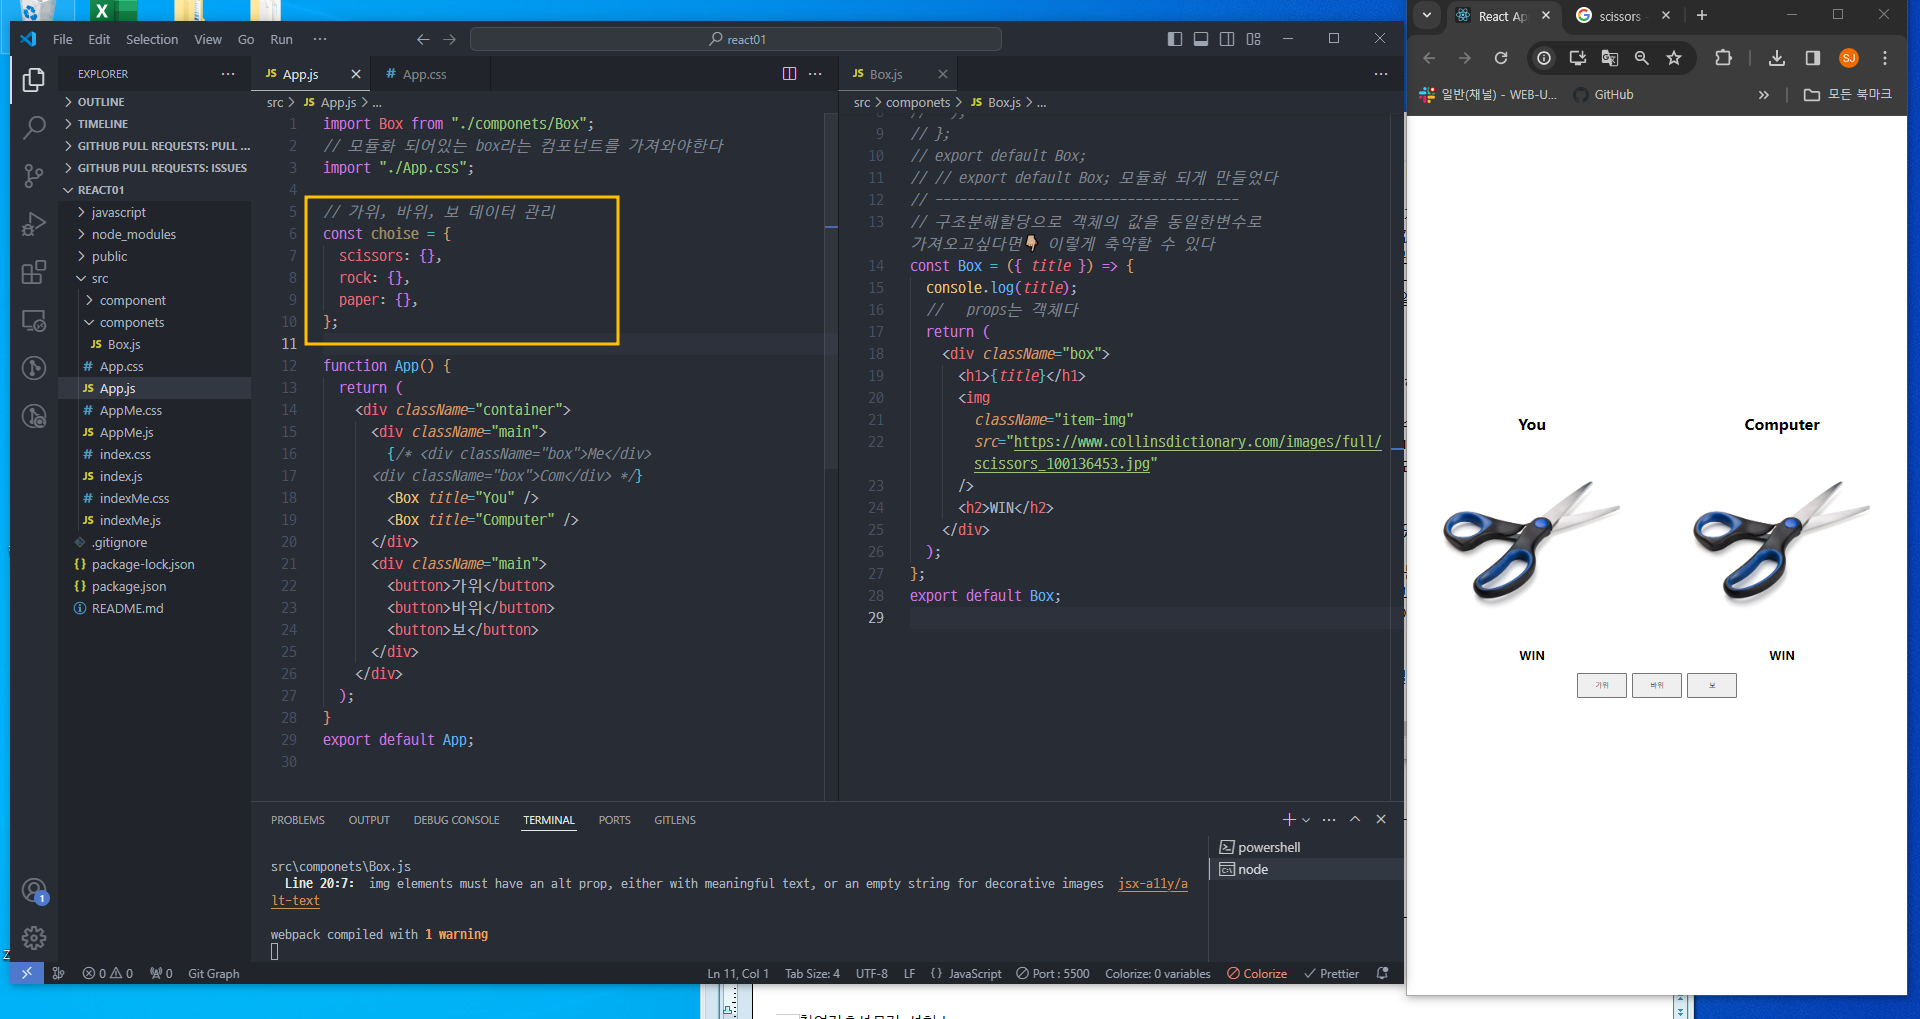 File Edit Selection View Go Run ··· react01
EXPLORER
OUTLINE
TIMELINE
GITHUB PULL REQUESTS: PULL ...
GITHUB PULL REQUESTS: ISSUES
REACT01
javascript
node_modules
public
src
component
componets
Box.js
App.css
App.js
AppMe.css
AppMe.js
index.css
index.js
indexMe.css
indexMe.js
.gitignore
package-lock.json
package.json
README.md
JS App.js # App.css
src > JS App.js > ...
1 import Box from "./componets/Box";
2 // 모듈화 되어있는 box라는 컴포넌트를 가져와야한다
3 import "./App.css";
4
5 // 가위, 바위, 보 데이터 관리
6 const choise = {
7 scissors: {},
8 rock: {},
9 paper: {},
10 };
11
12 function App() {
13 return (
14 <div className="container">
15 <div className="main">
16 {/* <div className="box">Me</div>
17 <div className="box">Com</div> */}
18 <Box title="You" />
19 <Box title="Computer" />
20 </div>
21 <div className="main">
22 <button>가위</button>
23 <button>바위</button>
24 <button>보</button>
25 </div>
26 </div>
27 );
28 }
29 export default App;
30
JS Box.js
src > componets > JS Box.js > ...
8 // );
9 // };
10 // export default Box;
11 // // export default Box; 모듈화 되게 만들었다
12 // --------------------------------------
13 // 구조분해할당으로 객체의 값을 동일한변수로
가져오고싶다면👇🏽 이렇게 축약할 수 있다
14 const Box = ({ title }) => {
15 console.log(title);
16 // props는 객체다
17 return (
18 <div className="box">
19 <h1>{title}</h1>
20 <img
21 className="item-img"
22 src="https://www.collinsdictionary.com/images/full/
scissors_100136453.jpg"
23 />
24 <h2>WIN</h2>
25 </div>
26 );
27 };
28 export default Box;
29
PROBLEMS OUTPUT DEBUG CONSOLE TERMINAL PORTS GITLENS
src\componets\Box.js
Line 20:7: img elements must have an alt prop, either with meaningful text, or an empty string for decorative images jsx-a11y/a
lt-text
webpack compiled with 1 warning
powershell
node
1
0 0 0 Git Graph Ln 11, Col 1 Tab Size: 4 UTF-8 LF {} JavaScript Port : 5500 Colorize: 0 variables Colorize Prettier
React Ap scissors
SJ
일반(채널) - WEB-U... GitHub » 모든 북마크
You Computer
WIN WIN
가위 바위 보